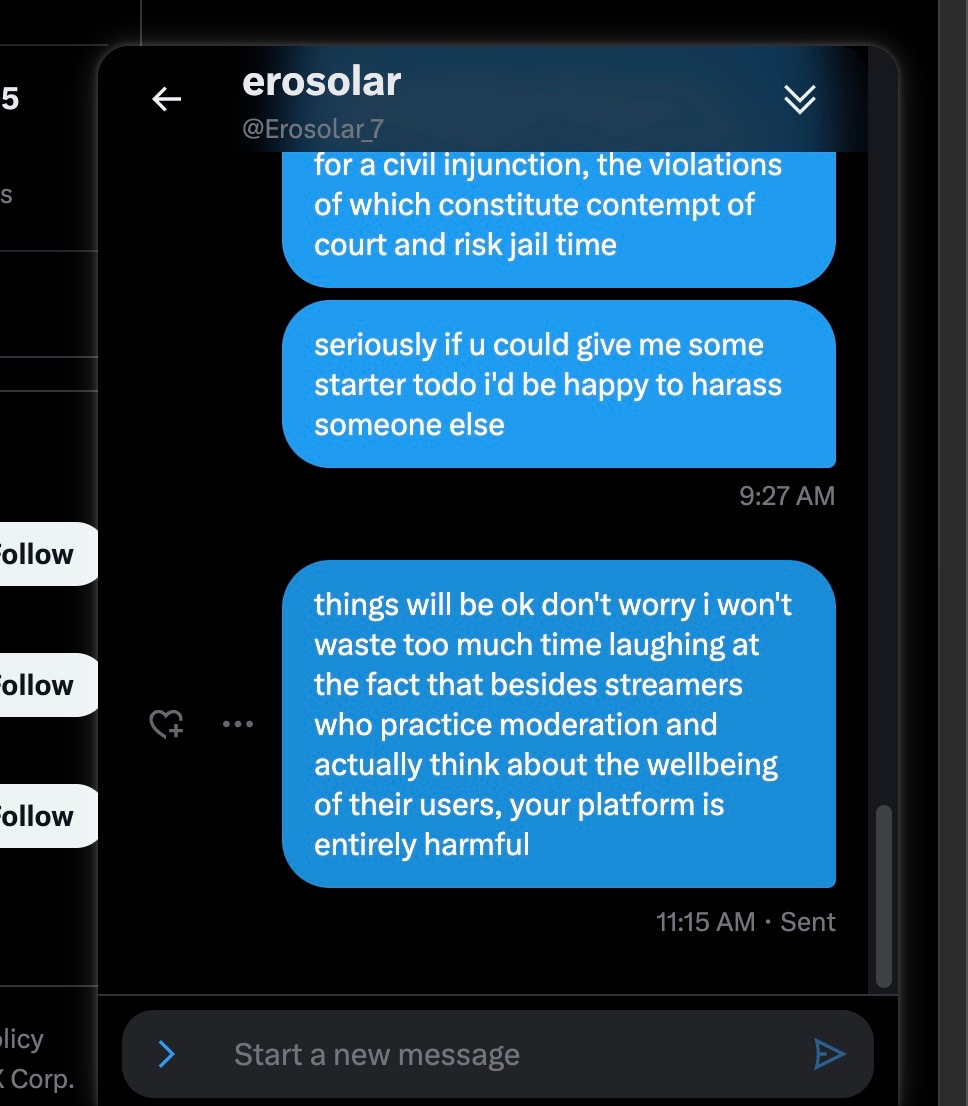 5
s
erosolar
@Erosolar_7
for a civil injunction, the violations
of which constitute contempt of
court and risk jail time
seriously if u could give me some
starter todo i'd be happy to harass
someone else
9:27 AM
Follow
things will be ok don't worry i won't
waste too much time laughing at
the fact that besides streamers
who practice moderation and
actually think about the wellbeing
of their users, your platform is
entirely harmful
Follow
Follow
11:15 AM · Sent
olicy
X Corp.
Start a new message